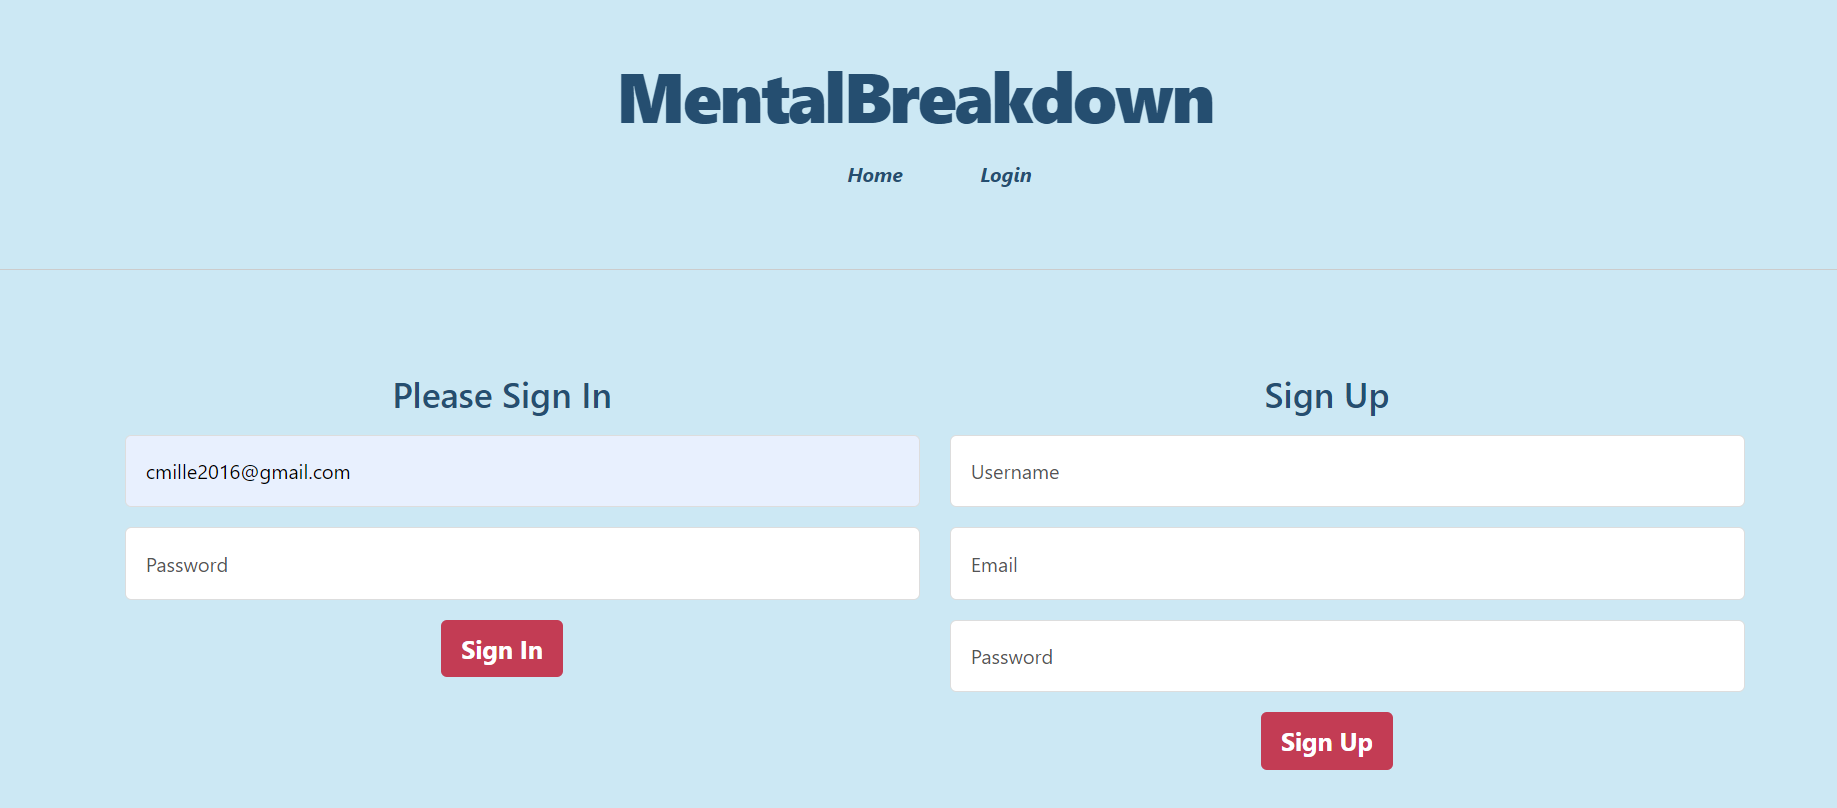 MentalBreakdown
Home Login
Please Sign In
cmille2016@gmail.com
Password
Sign In
Sign Up
Username
Email
Password
Sign Up